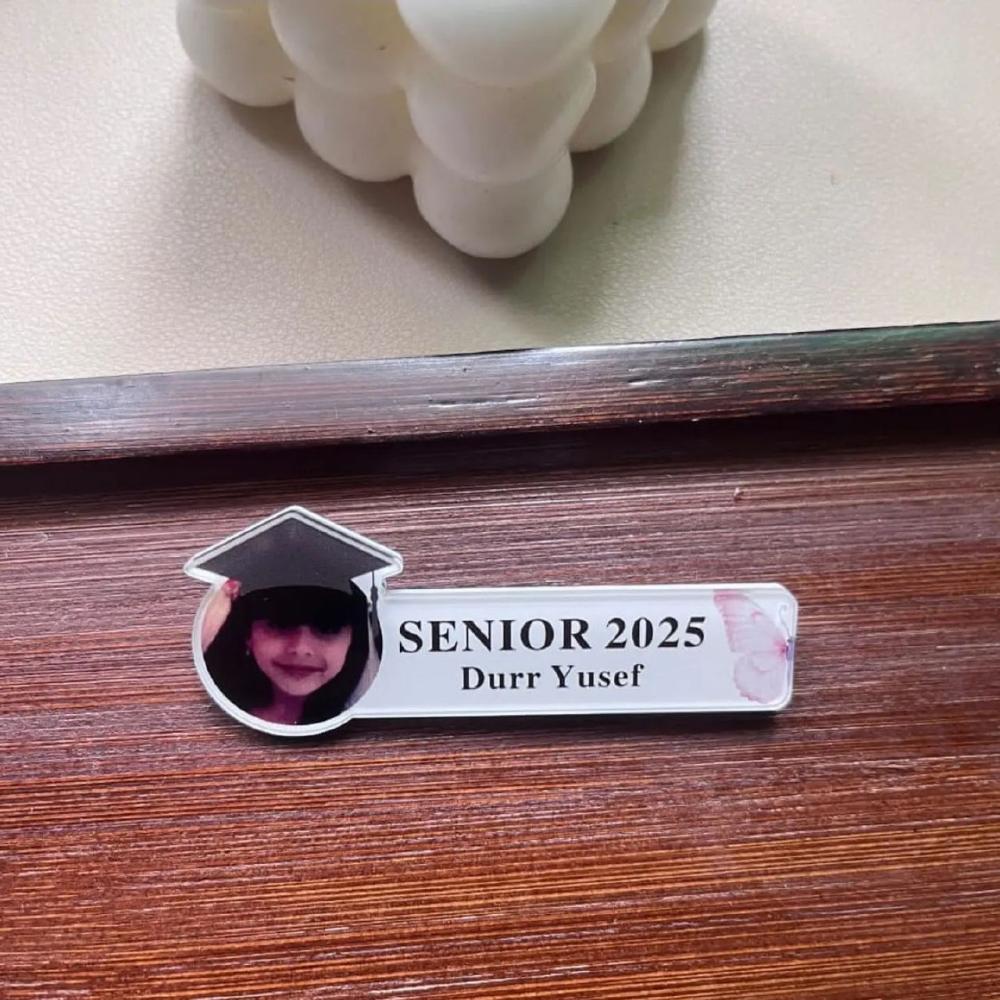 SENIOR 2025
Durr Yusef